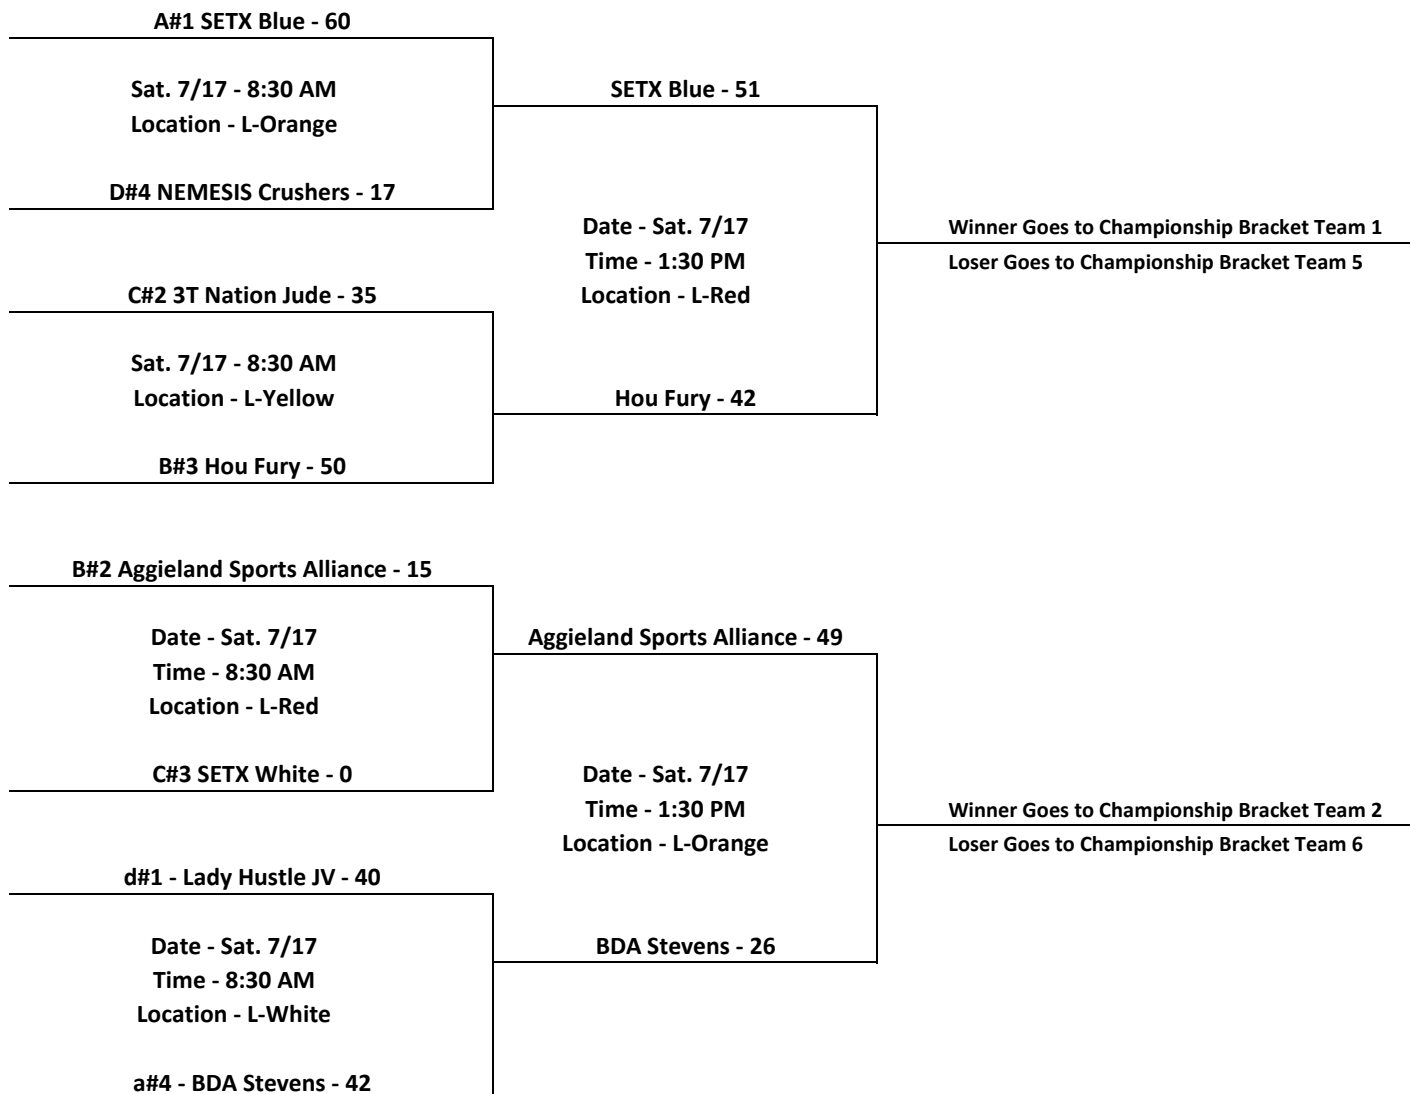 A#1 SETX Blue - 60
Sat. 7/17 - 8:30 AM
Location - L-Orange
D#4 NEMESIS Crushers - 17
SETX Blue - 51
Date - Sat. 7/17
Time - 1:30 PM
Location - L-Red
Winner Goes to Championship Bracket Team 1
Loser Goes to Championship Bracket Team 5
C#2 3T Nation Jude - 35
Sat. 7/17 - 8:30 AM
Location - L-Yellow
Hou Fury - 42
B#3 Hou Fury - 50
B#2 Aggieland Sports Alliance - 15
Date - Sat. 7/17
Time - 8:30 AM
Location - L-Red
C#3 SETX White - 0
Aggieland Sports Alliance - 49
Date - Sat. 7/17
Time - 1:30 PM
Location - L-Orange
Winner Goes to Championship Bracket Team 2
Loser Goes to Championship Bracket Team 6
d#1 - Lady Hustle JV - 40
Date - Sat. 7/17
Time - 8:30 AM
Location - L-White
BDA Stevens - 26
a#4 - BDA Stevens - 42